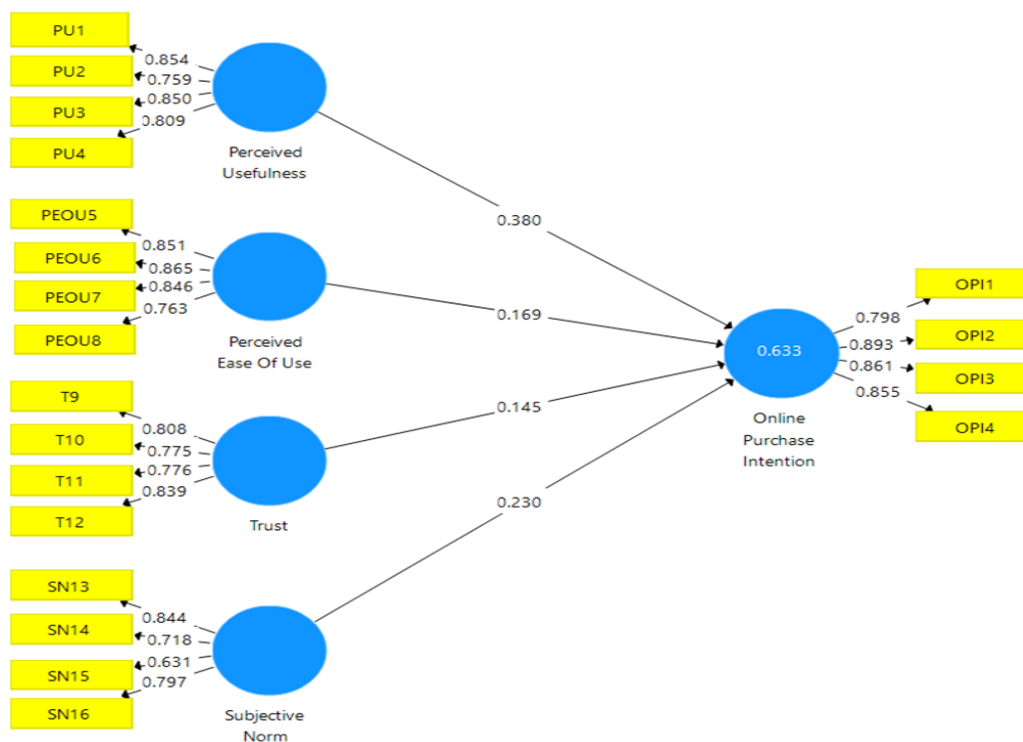 PU1
0.854
PU2
0.759
PU3
0.850
0.809
PU4
Perceived
Usefulness
0.380
PEOU5
0.851
PEOU6
0.865
PEOU7
0.846
0.763
PEOU8
Perceived
Ease Of Use
0.169
T9
0.808
T10
0.775
T11
0.776
0.839
T12
Trust
0.145
SN13
0.844
SN14
0.718
SN15
0.631
0.797
SN16
Subjective
Norm
0.230
0.633
Online
Purchase
Intention
OPI1
0.798
OPI2
0.893
0.861
OPI3
0.855
OPI4